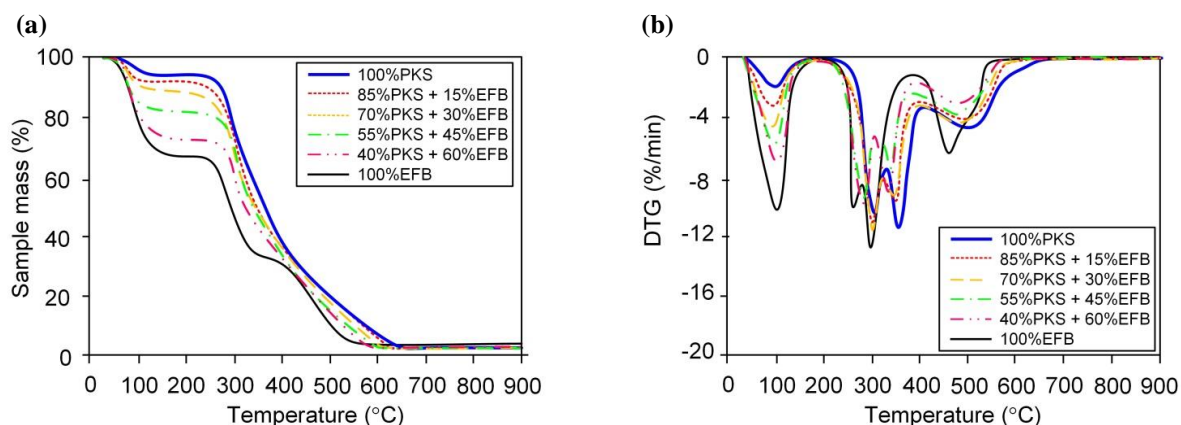 (a)
100
80
60
40
20
0
Sample mass (%)
100%PKS
85%PKS + 15%EFB
70%PKS + 30%EFB
55%PKS + 45%EFB
40%PKS + 60%EFB
100%EFB
0 100 200 300 400 500 600 700 800 900
Temperature (°C)
(b)
0
-4
-8
-12
-16
-20
DTG (%/min)
100%PKS
85%PKS + 15%EFB
70%PKS + 30%EFB
55%PKS + 45%EFB
40%PKS + 60%EFB
100%EFB
0 100 200 300 400 500 600 700 800 900
Temperature (°C)